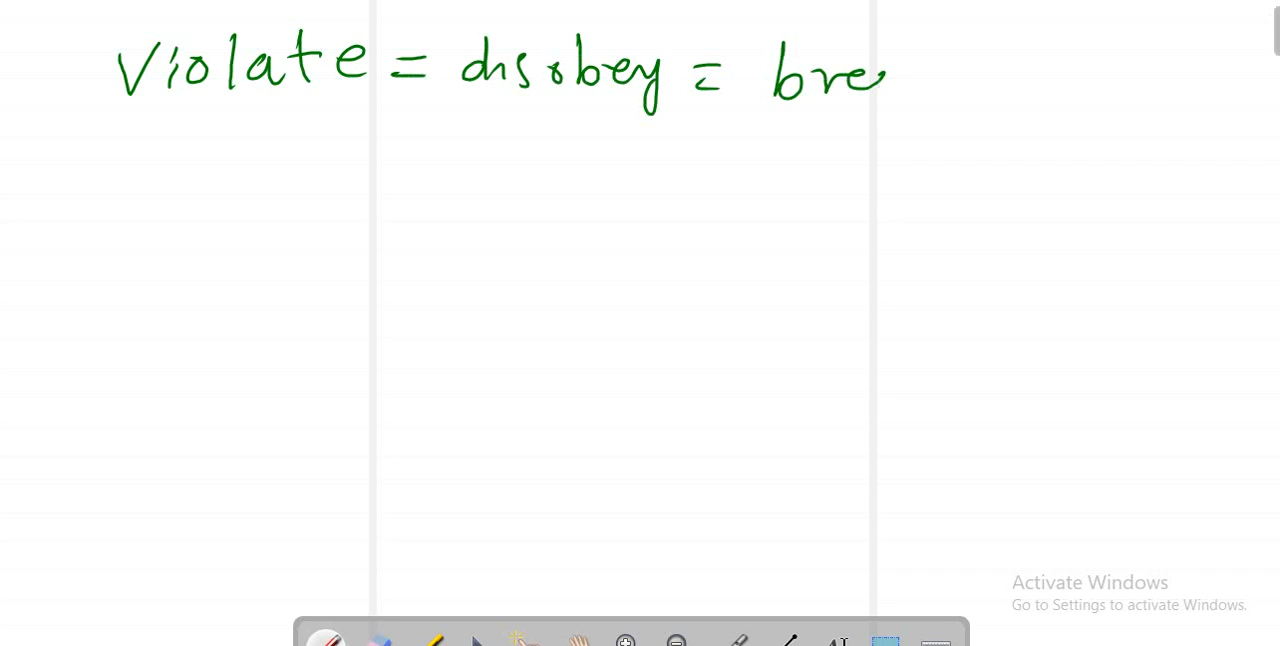 Violate = disobey = bre
Activate Windows
Go to Settings to activate Windows.